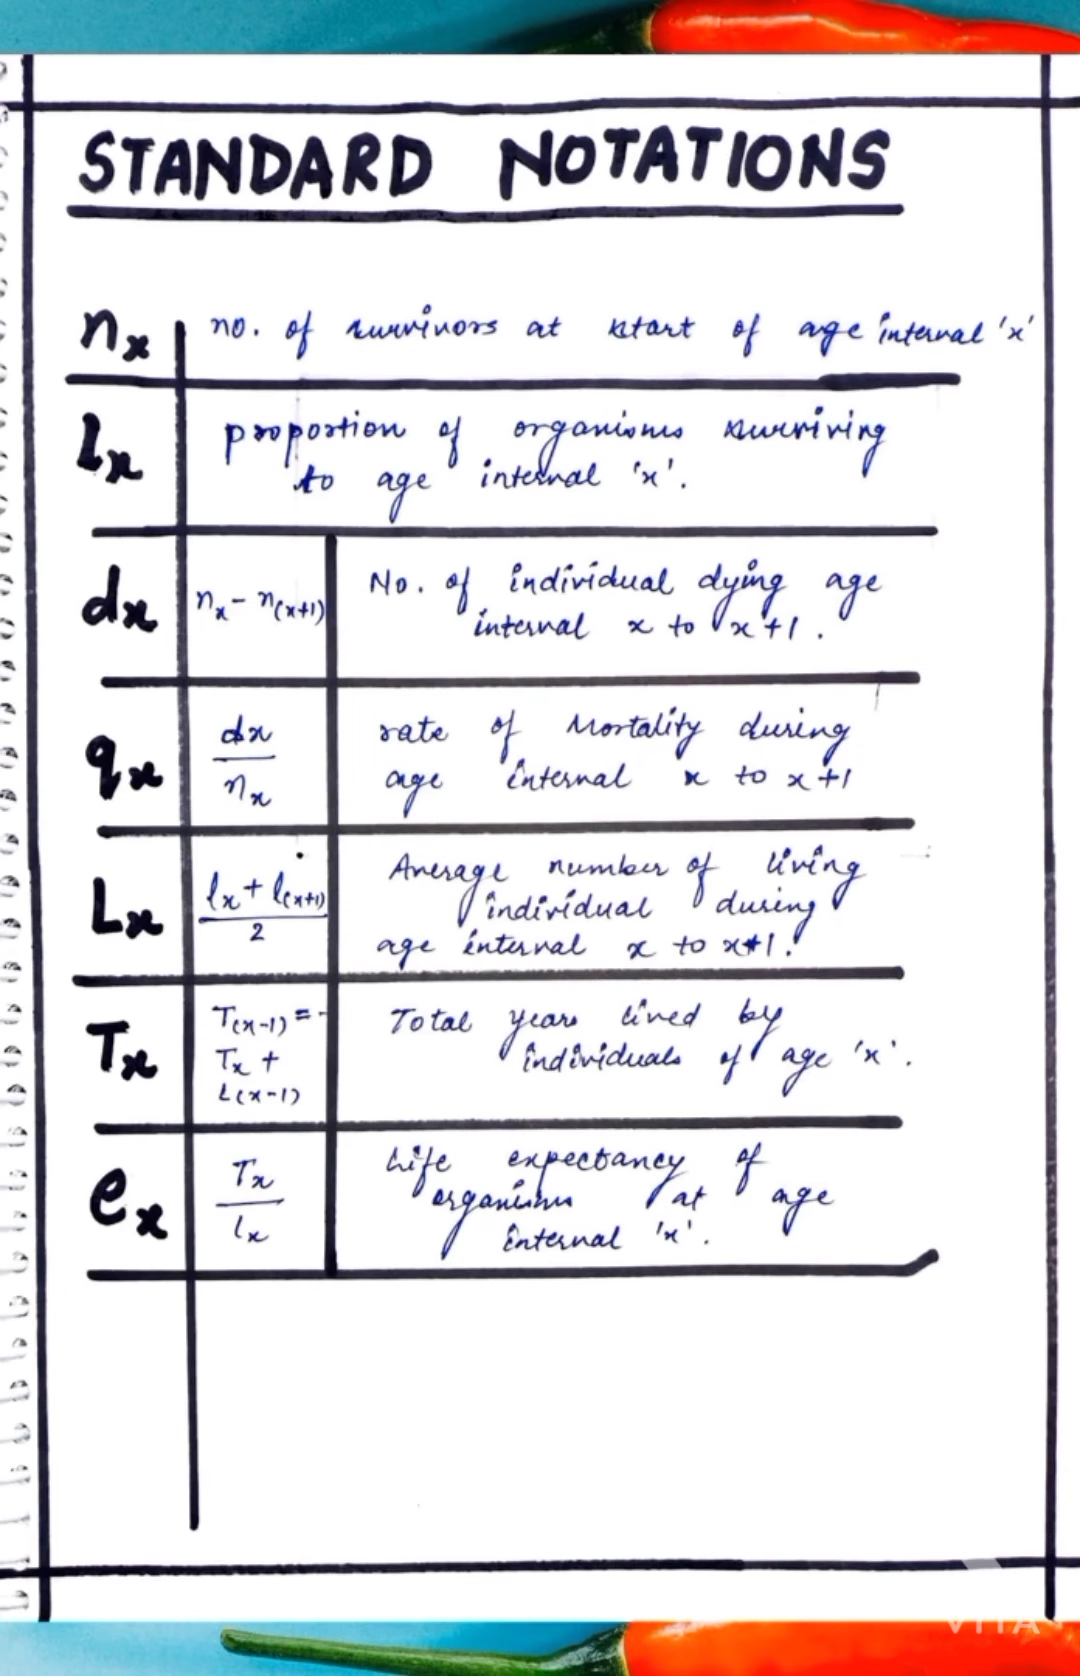 STANDARD NOTATIONS
nx no. of survivors at start of age interval 'x'
lx proportion of organisms surviving
to age interval 'x'.
dx nx - n(x+1) No. of individual dying age
interval x to x+1.
qx dx/nx rate of Mortality during
age interval x to x+1
Lx lx + l(x+1)/2 Average number of living
individual during
age interval x to x+1.
Tx T(x-1) = Total years lived by
Tx + individuals of age 'x'.
L(x-1)
ex Tx/lx Life expectancy of
organisms at age
interval 'x'.
VITA